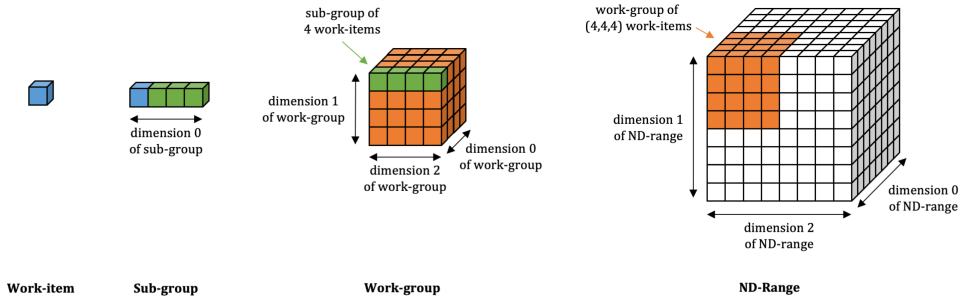 sub-group of
4 work-items
work-group of
(4,4,4) work-items
dimension 0
of sub-group
dimension 1
of work-group
dimension 0
of work-group
dimension 2
of work-group
dimension 1
of ND-range
dimension 0
of ND-range
dimension 2
of ND-range
Work-item
Sub-group
Work-group
ND-Range